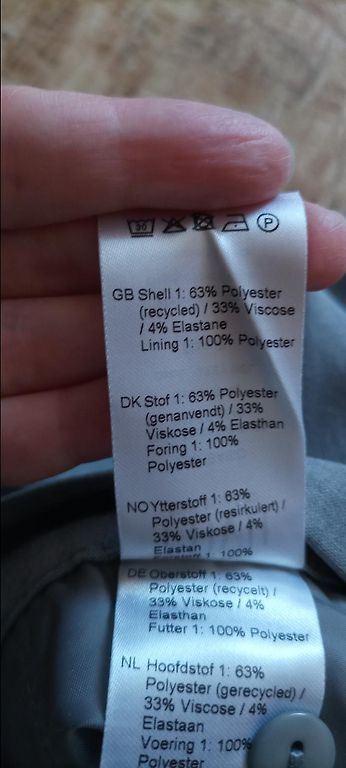 30 P
GB Shell 1: 63% Polyester
(recycled) / 33% Viscose
/ 4% Elastane
Lining 1: 100% Polyester
DK Stof 1: 63% Polyester
(genanvendt) / 33%
Viskose / 4% Elasthan
Foring 1: 100%
Polyester
NO Ytterstoff 1: 63%
Polyester (resirkulert) /
33% Viskose / 4%
Elastan
1: 100%
DE Oberstoff 1: 63%
Polyester (recycelt) /
33% Viskose / 4%
Elasthan
Futter 1: 100% Polyester
NL Hoofdstof 1: 63%
Polyester (gerecycled) /
33% Viscose / 4%
Elastaan
Voering 1: 100%
Polyester